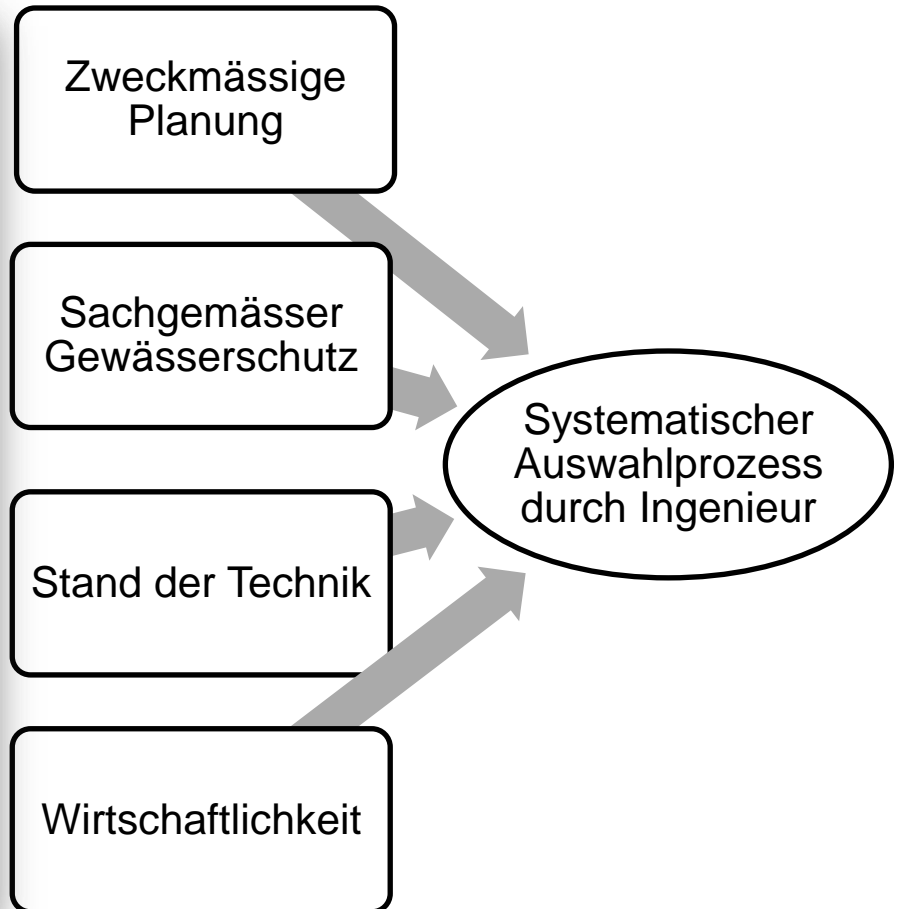 Zweckmässige
Planung
Sachgemässer
Gewässerschutz
Stand der Technik
Wirtschaftlichkeit
Systematischer
Auswahlprozess
durch Ingenieur